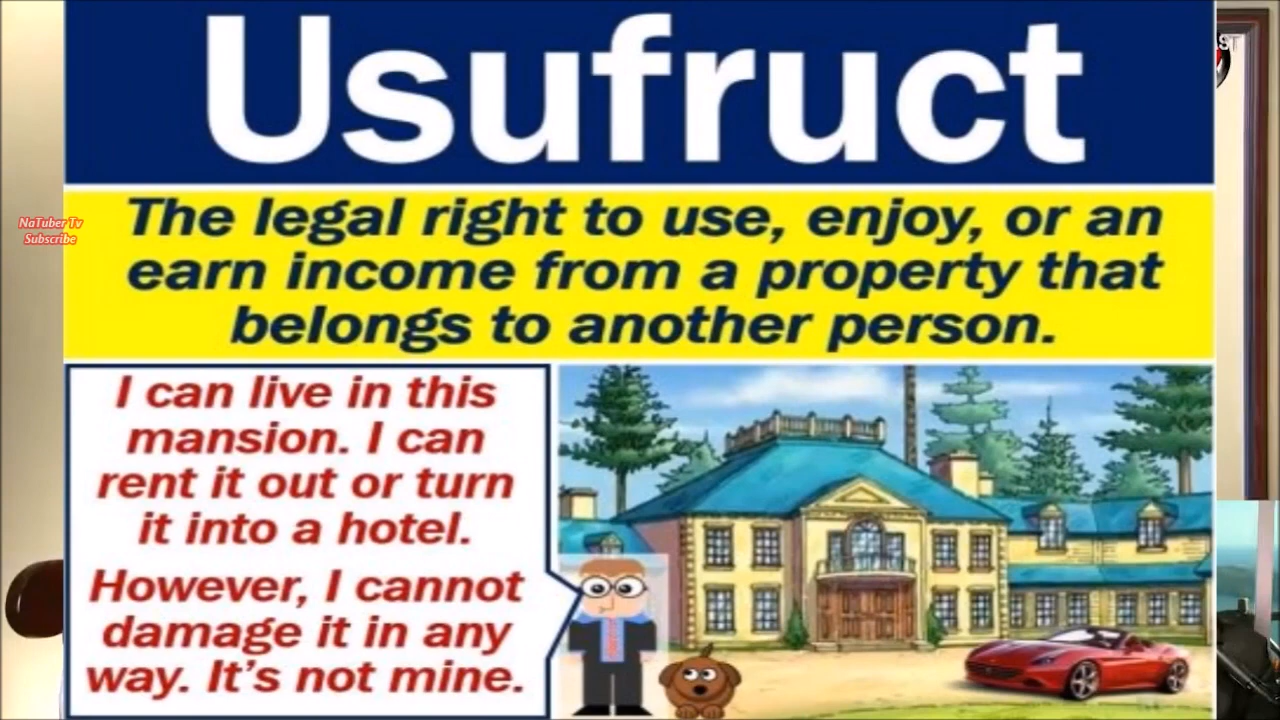 Usufruct
The legal right to use, enjoy, or an
earn income from a property that
belongs to another person.
NaTuber Tv
Subscribe
I can live in this
mansion. I can
rent it out or turn
it into a hotel.
However, I cannot
damage it in any
way. It's not mine.